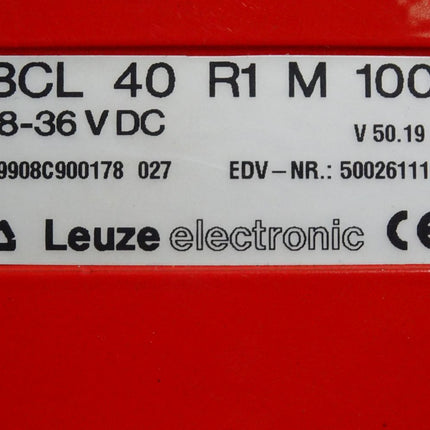 BCL 40 R1 M 100
8-36 V DC
V 50.19
9908C900178 027
EDV-NR.: 50026111
Leuze electronic CE